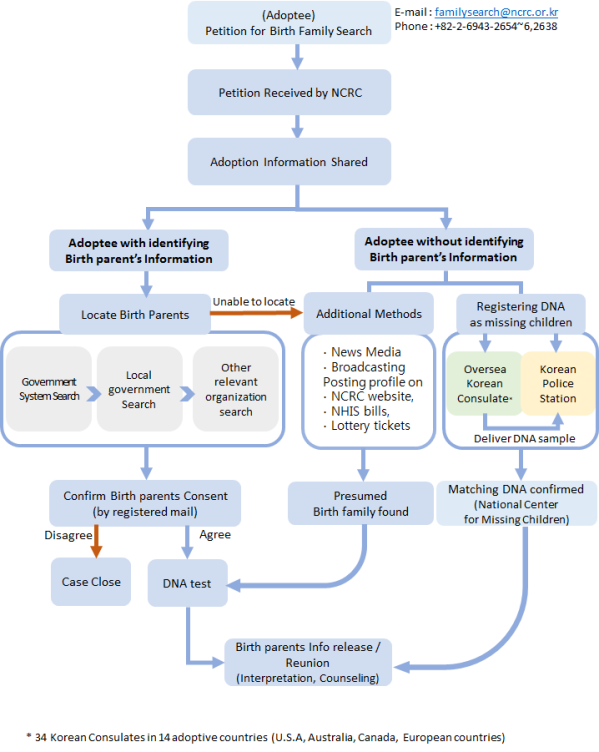 (Adoptee)
Petition for Birth Family Search
E-mail : familysearch@ncrc.or.kr
Phone : +82-2-6943-2654~6,2638
Petition Received by NCRC
Adoption Information Shared
Adoptee with identifying
Birth parent's Information
Adoptee without identifying
Birth parent's Information
Locate Birth Parents
Unable to locate
Additional Methods
Registering DNA
as missing children
Government
System Search
Local
government
Search
Other
relevant
organization
search
· News Media
· Broadcasting
Posting profile on
· NCRC website,
· NHIS bills,
· Lottery tickets
Oversea
Korean
Consulate*
Korean
Police
Station
Deliver DNA sample
Confirm Birth parents Consent
(by registered mail)
Presumed
Birth family found
Matching DNA confirmed
(National Center
for Missing Children)
Disagree
Agree
Case Close
DNA test
Birth parents Info release /
Reunion
(Interpretation, Counseling)
* 34 Korean Consulates in 14 adoptive countries (U.S.A, Australia, Canada, European countries)